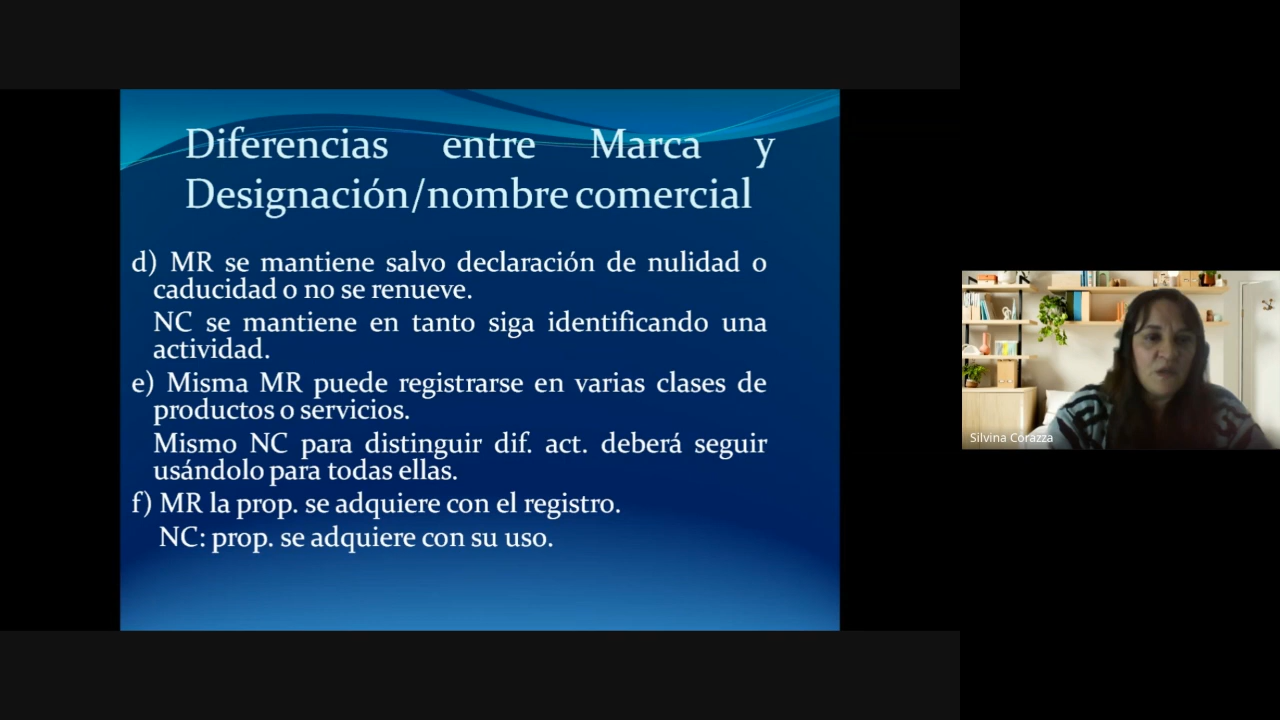 Diferencias entre Marca y
Designación/nombre comercial
d) MR se mantiene salvo declaración de nulidad o
caducidad o no se renueve.
NC se mantiene en tanto siga identificando una
actividad.
e) Misma MR puede registrarse en varias clases de
productos o servicios.
Mismo NC para distinguir dif. act. deberá seguir
usándolo para todas ellas.
f) MR la prop. se adquiere con el registro.
NC: prop. se adquiere con su uso.
Silvina Corazza